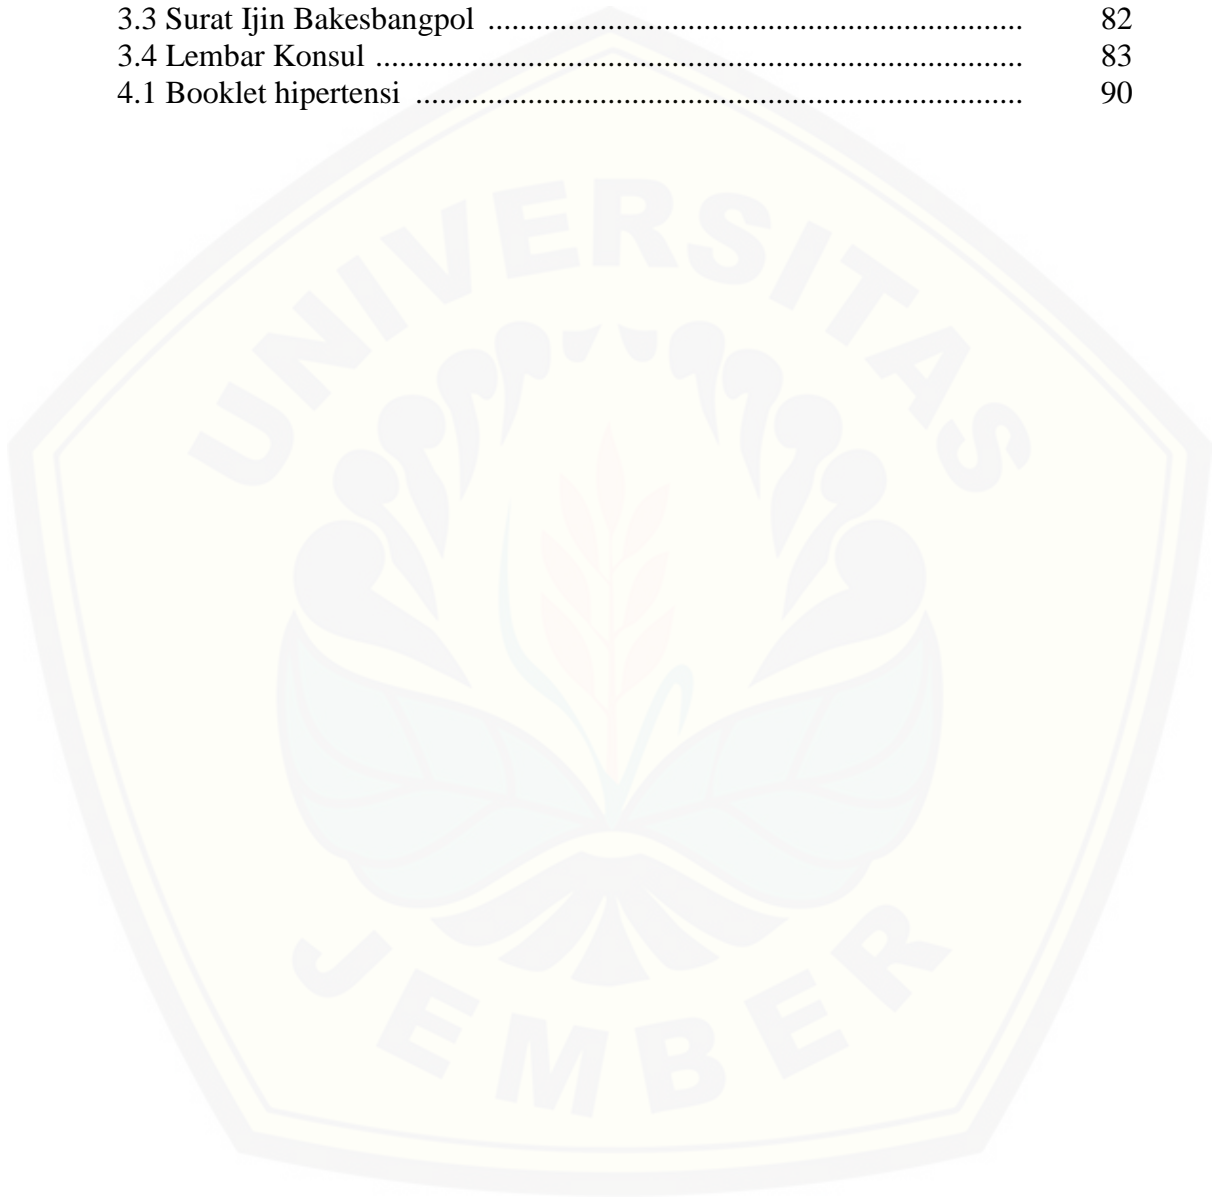 3.3 Surat Ijin Bakesbangpol .................................................................... 82
3.4 Lembar Konsul .................................................................................. 83
4.1 Booklet hipertensi ............................................................................. 90
UNIVERSITAS
JEMBER